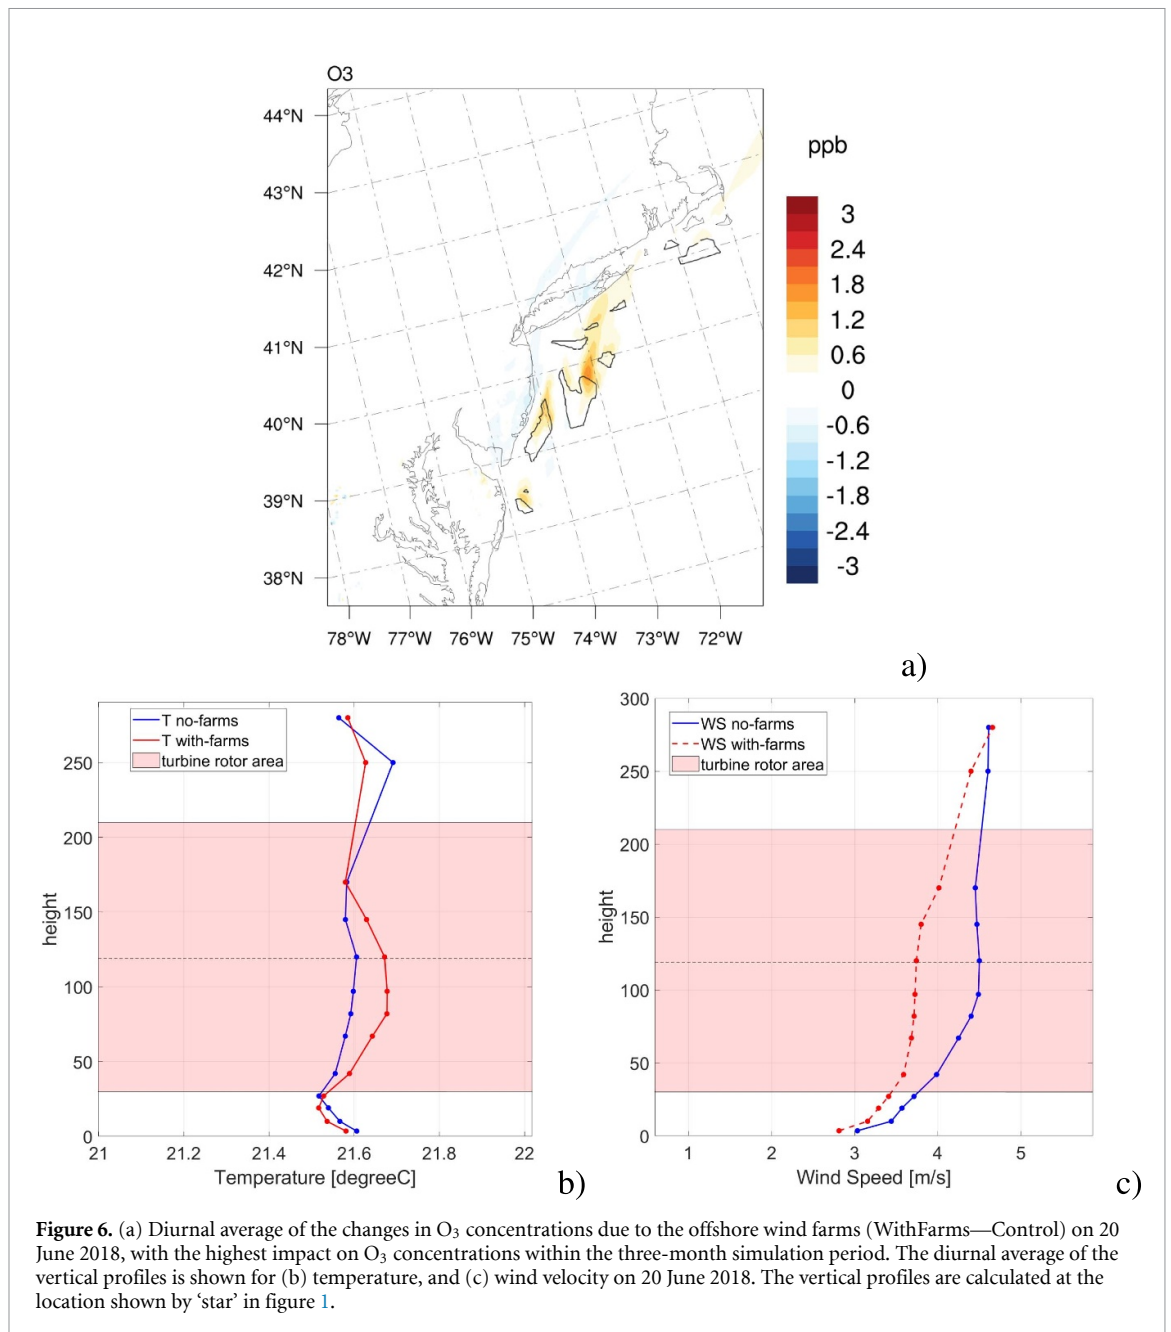 O3
44°N
43°N
42°N
41°N
40°N
39°N
38°N
78°W 77°W 76°W 75°W 74°W 73°W 72°W
ppb
3
2.4
1.8
1.2
0.6
0
-0.6
-1.2
-1.8
-2.4
-3
a)
T no-farms
T with-farms
turbine rotor area
250
200
150
100
50
0
height
21 21.2 21.4 21.6 21.8 22
Temperature [degreeC]
b)
WS no-farms
WS with-farms
turbine rotor area
300
250
200
150
100
50
0
height
1 2 3 4 5
Wind Speed [m/s]
c)
Figure 6. (a) Diurnal average of the changes in O₃ concentrations due to the offshore wind farms (WithFarms—Control) on 20
June 2018, with the highest impact on O₃ concentrations within the three-month simulation period. The diurnal average of the
vertical profiles is shown for (b) temperature, and (c) wind velocity on 20 June 2018. The vertical profiles are calculated at the
location shown by ‘star’ in figure 1.